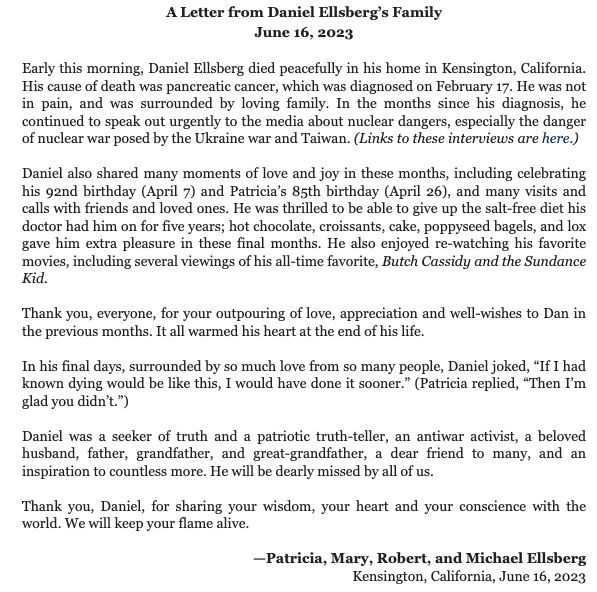 A Letter from Daniel Ellsberg’s Family
June 16, 2023
Early this morning, Daniel Ellsberg died peacefully in his home in Kensington, California.
His cause of death was pancreatic cancer, which was diagnosed on February 17. He was not
in pain, and was surrounded by loving family. In the months since his diagnosis, he
continued to speak out urgently to the media about nuclear dangers, especially the danger
of nuclear war posed by the Ukraine war and Taiwan. (Links to these interviews are here.)
Daniel also shared many moments of love and joy in these months, including celebrating
his 92nd birthday (April 7) and Patricia’s 85th birthday (April 26), and many visits and
calls with friends and loved ones. He was thrilled to be able to give up the salt-free diet his
doctor had him on for five years; hot chocolate, croissants, cake, poppyseed bagels, and lox
gave him extra pleasure in these final months. He also enjoyed re-watching his favorite
movies, including several viewings of his all-time favorite, Butch Cassidy and the Sundance
Kid.
Thank you, everyone, for your outpouring of love, appreciation and well-wishes to Dan in
the previous months. It all warmed his heart at the end of his life.
In his final days, surrounded by so much love from so many people, Daniel joked, “If I had
known dying would be like this, I would have done it sooner.” (Patricia replied, “Then I’m
glad you didn’t.”)
Daniel was a seeker of truth and a patriotic truth-teller, an antiwar activist, a beloved
husband, father, grandfather, and great-grandfather, a dear friend to many, and an
inspiration to countless more. He will be dearly missed by all of us.
Thank you, Daniel, for sharing your wisdom, your heart and your conscience with the
world. We will keep your flame alive.
—Patricia, Mary, Robert, and Michael Ellsberg
Kensington, California, June 16, 2023